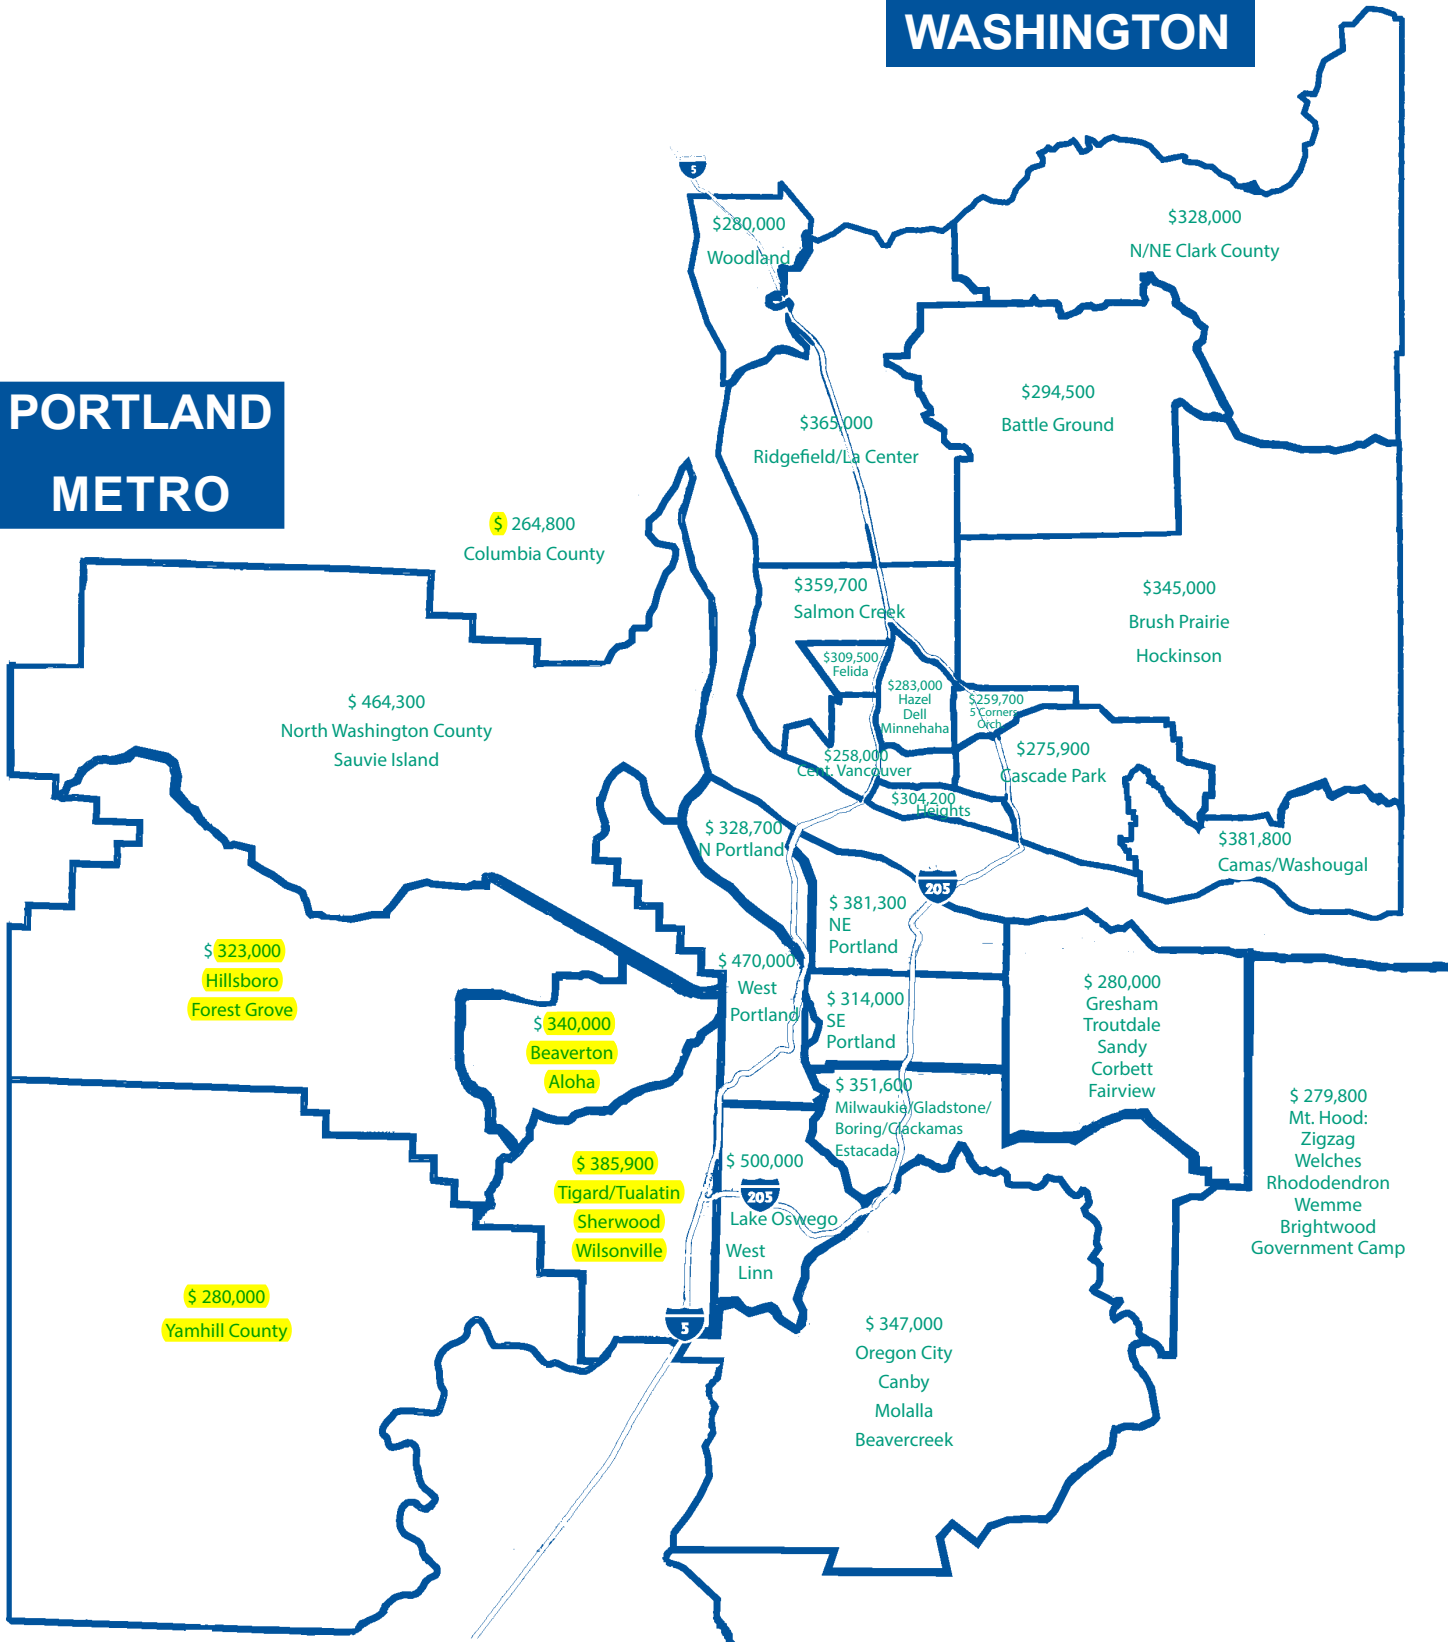 WASHINGTON
5
$280,000
Woodland
$328,000
N/NE Clark County
PORTLAND
METRO
$294,500
Battle Ground
$365,000
Ridgefield/La Center
$ 264,800
Columbia County
$359,700
Salmon Creek
$345,000
Brush Prairie
Hockinson
$309,500
Felida
$283,000
Hazel
Dell
Minnehaha
$259,700
5 Corners
Orch
$ 464,300
North Washington County
Sauvie Island
$258,000
Cent. Vancouver
$275,900
Cascade Park
$304,200
Heights
$ 328,700
N Portland
$381,800
Camas/Washougal
205
$ 381,300
NE
Portland
$ 323,000
Hillsboro
Forest Grove
$ 470,000
West
Portland
$ 314,000
SE
Portland
$ 280,000
Gresham
Troutdale
Sandy
Corbett
Fairview
$ 340,000
Beaverton
Aloha
$ 351,600
Milwaukie/Gladstone/
Boring/Clackamas
Estacada
$ 279,800
Mt. Hood:
Zigzag
Welches
Rhododendron
Wemme
Brightwood
Government Camp
$ 385,900
Tigard/Tualatin
Sherwood
Wilsonville
$ 500,000
205
Lake Oswego
West
Linn
$ 280,000
Yamhill County
5
$ 347,000
Oregon City
Canby
Molalla
Beavercreek